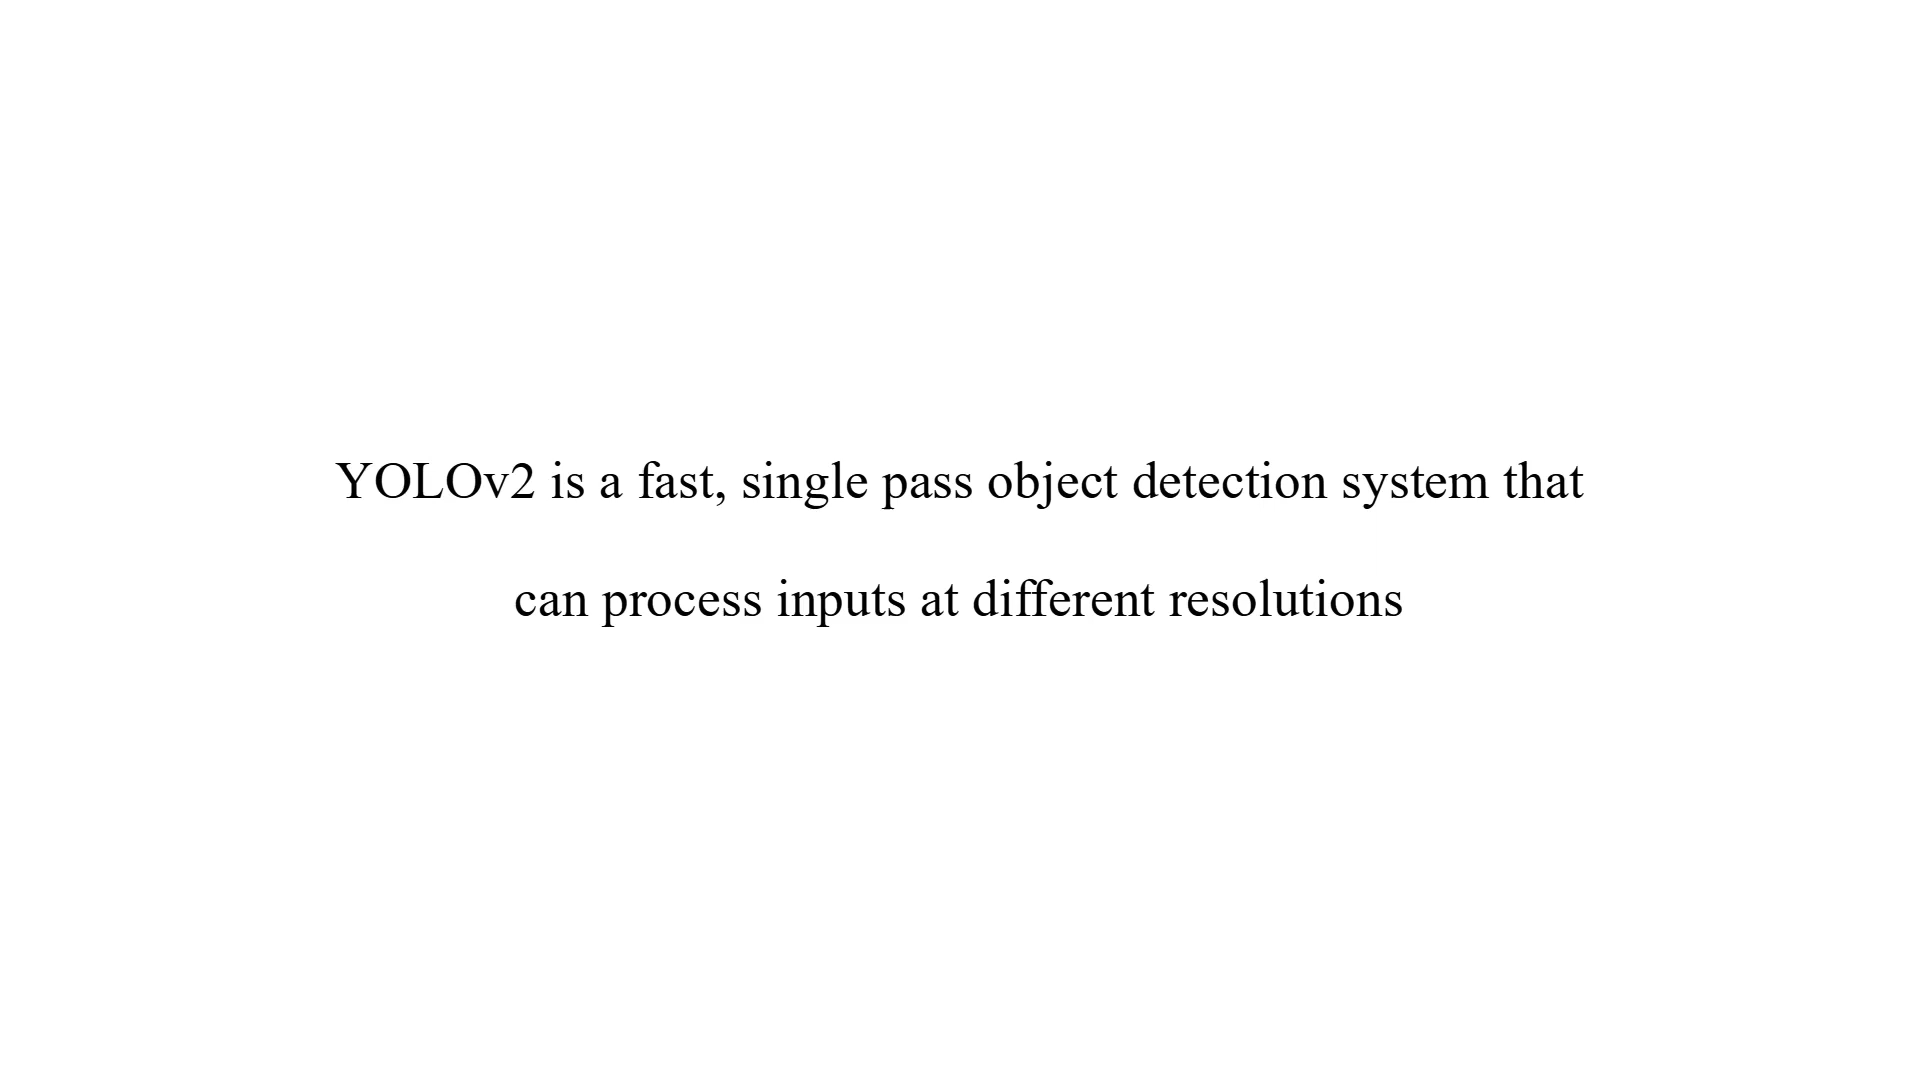 YOLOv2 is a fast, single pass object detection system that
can process inputs at different resolutions